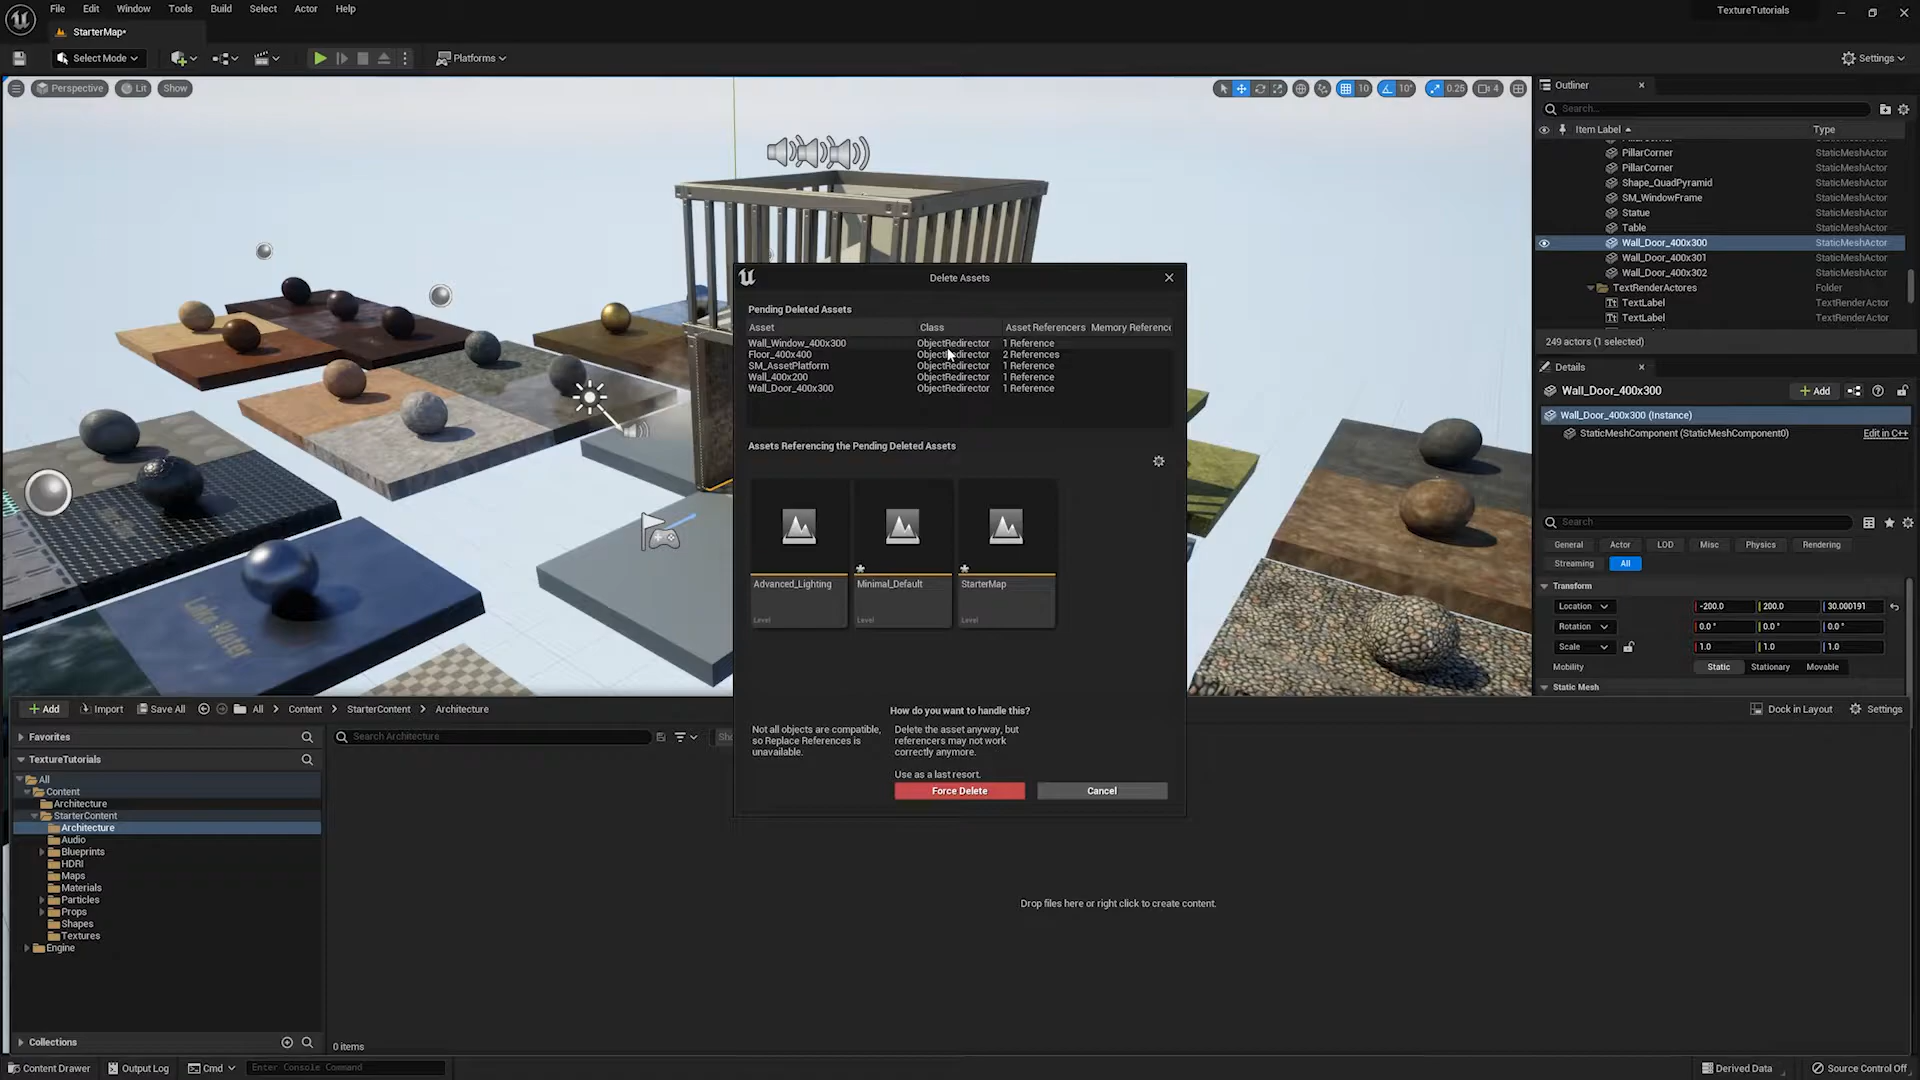 File Edit Window Tools Build Select Actor Help
TextureTutorials
StarterMap*
Select Mode
Platforms
Settings
Perspective Lit Show
10 10° 0.25 4
Outliner
Search...
Item Label Type
PillarCorner StaticMeshActor
PillarCorner StaticMeshActor
Shape_QuadPyramid StaticMeshActor
SM_WindowFrame StaticMeshActor
Statue StaticMeshActor
Table StaticMeshActor
Wall_Door_400x300 StaticMeshActor
Wall_Door_400x301 StaticMeshActor
Wall_Door_400x302 StaticMeshActor
TextRenderActores Folder
TextLabel TextRenderActor
TextLabel TextRenderActor
249 actors (1 selected)
Details
Wall_Door_400x300
Add
Wall_Door_400x300 (Instance)
StaticMeshComponent (StaticMeshComponent0) Edit in C++
Search
General Actor LOD Misc Physics Rendering
Streaming All
Transform
Location -200.0 200.0 30.000191
Rotation 0.0° 0.0° 0.0°
Scale 1.0 1.0 1.0
Mobility Static Stationary Movable
Static Mesh
Lake Water
Delete Assets
Pending Deleted Assets
Asset Class Asset Referencers Memory Reference
Wall_Window_400x300 ObjectRedirector 1 Reference
Floor_400x400 ObjectRedirector 2 References
SM_AssetPlatform ObjectRedirector 1 Reference
Wall_400x200 ObjectRedirector 1 Reference
Wall_Door_400x300 ObjectRedirector 1 Reference
Assets Referencing the Pending Deleted Assets
Advanced_Lighting
Level
Minimal_Default
Level
StarterMap
Level
How do you want to handle this?
Not all objects are compatible,
so Replace References is
unavailable.
Delete the asset anyway, but
referencers may not work
correctly anymore.
Use as a last resort.
Force Delete Cancel
Add Import Save All All Content StarterContent Architecture
Dock in Layout Settings
Favorites
TextureTutorials
All
Content
Architecture
StarterContent
Architecture
Audio
Blueprints
HDRI
Maps
Materials
Particles
Props
Shapes
Textures
Engine
Collections
Search Architecture
Drop files here or right click to create content.
0 items
Content Drawer Output Log Cmd Enter Console Command
Derived Data Source Control Off